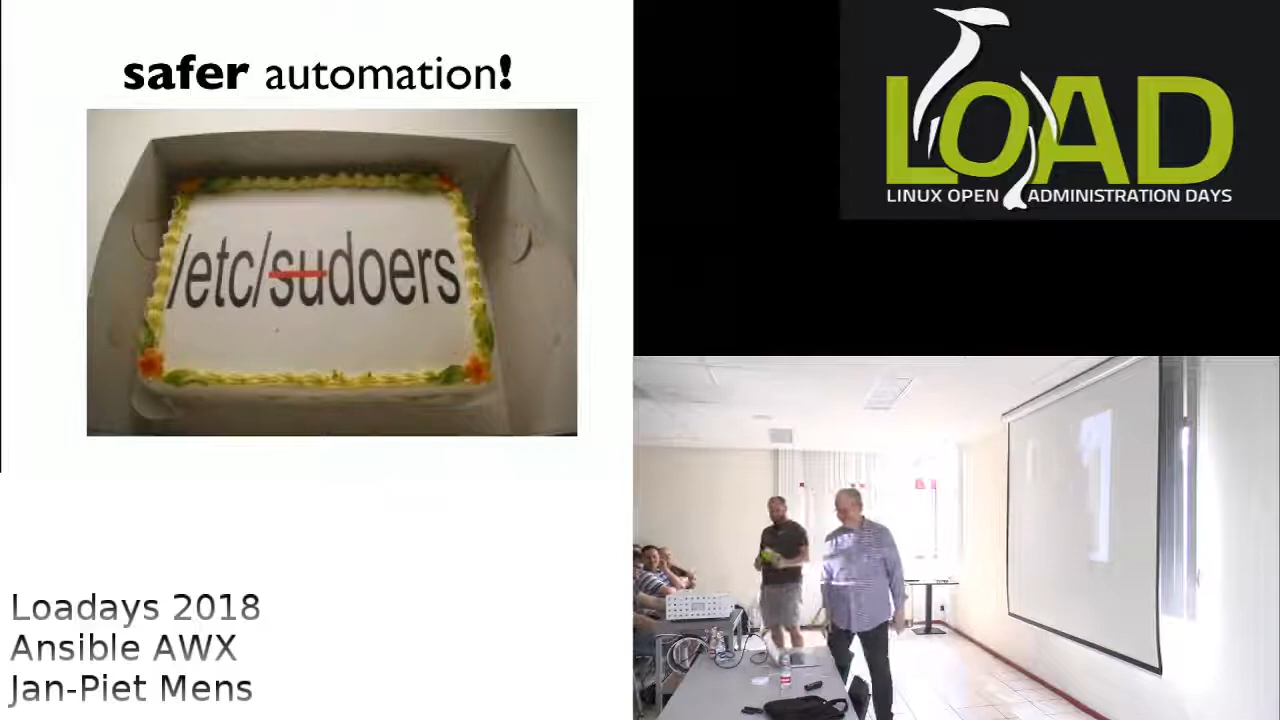 safer automation!
/etc/sudoers
LOAD
LINUX OPEN ADMINISTRATION DAYS
Loadays 2018
Ansible AWX
Jan-Piet Mens